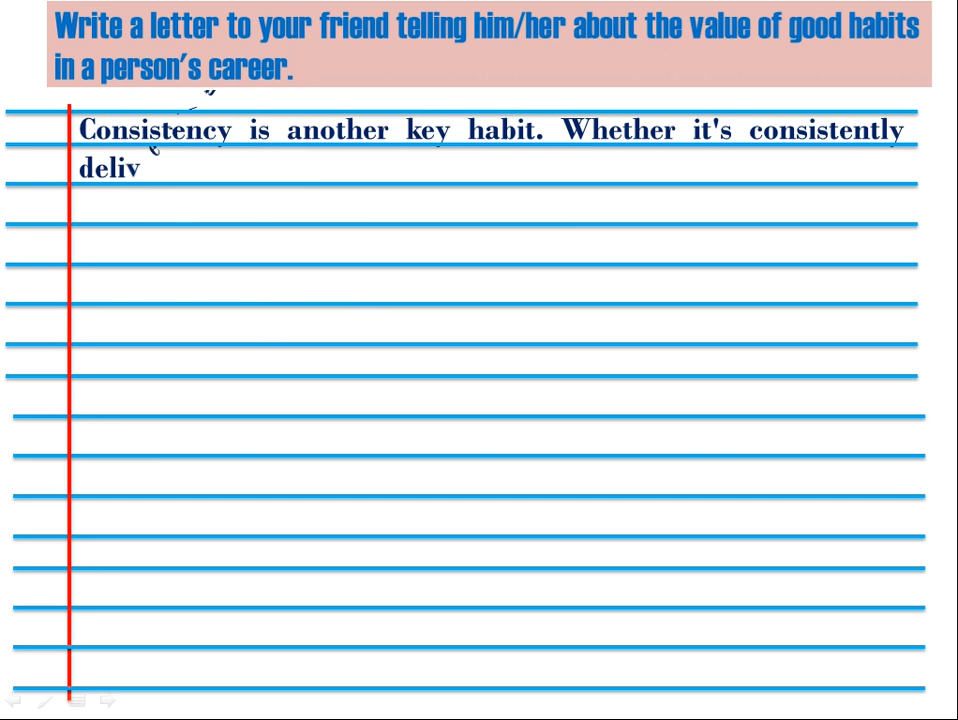 Write a letter to your friend telling him/her about the value of good habits
in a person's career.
Consistency is another key habit. Whether it's consistently
deliv